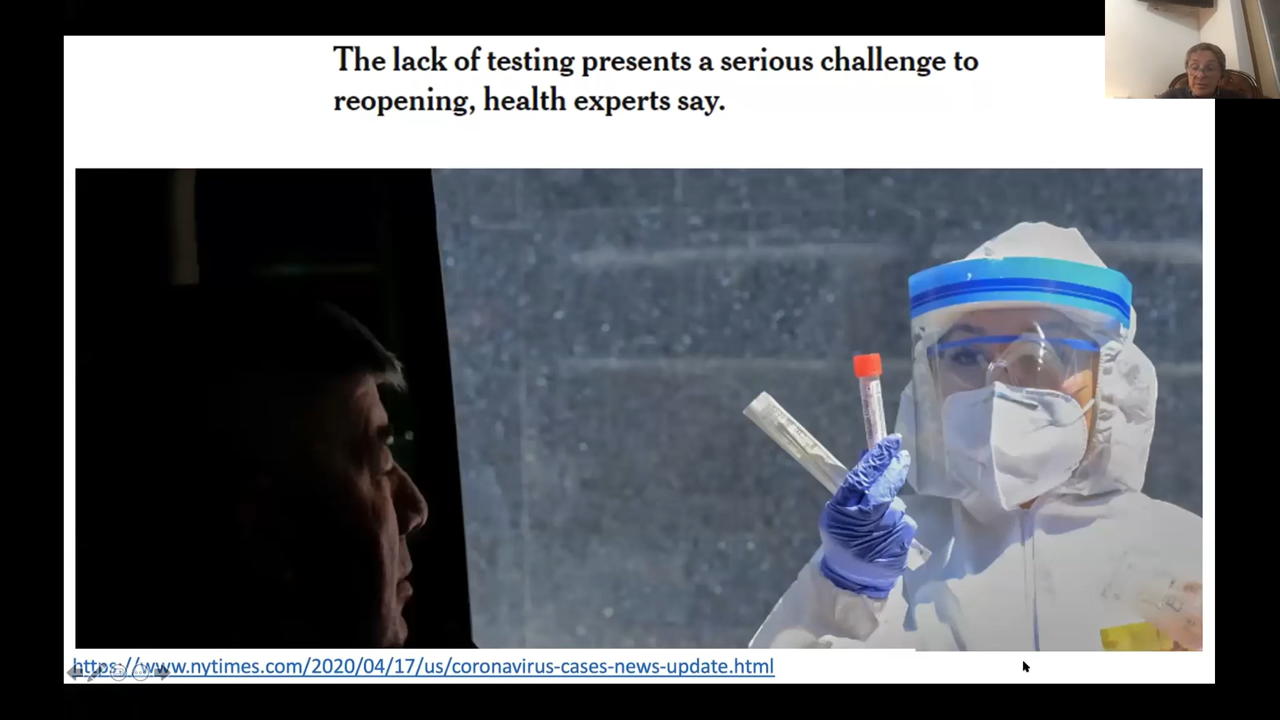 The lack of testing presents a serious challenge to
reopening, health experts say.
https://www.nytimes.com/2020/04/17/us/coronavirus-cases-news-update.html